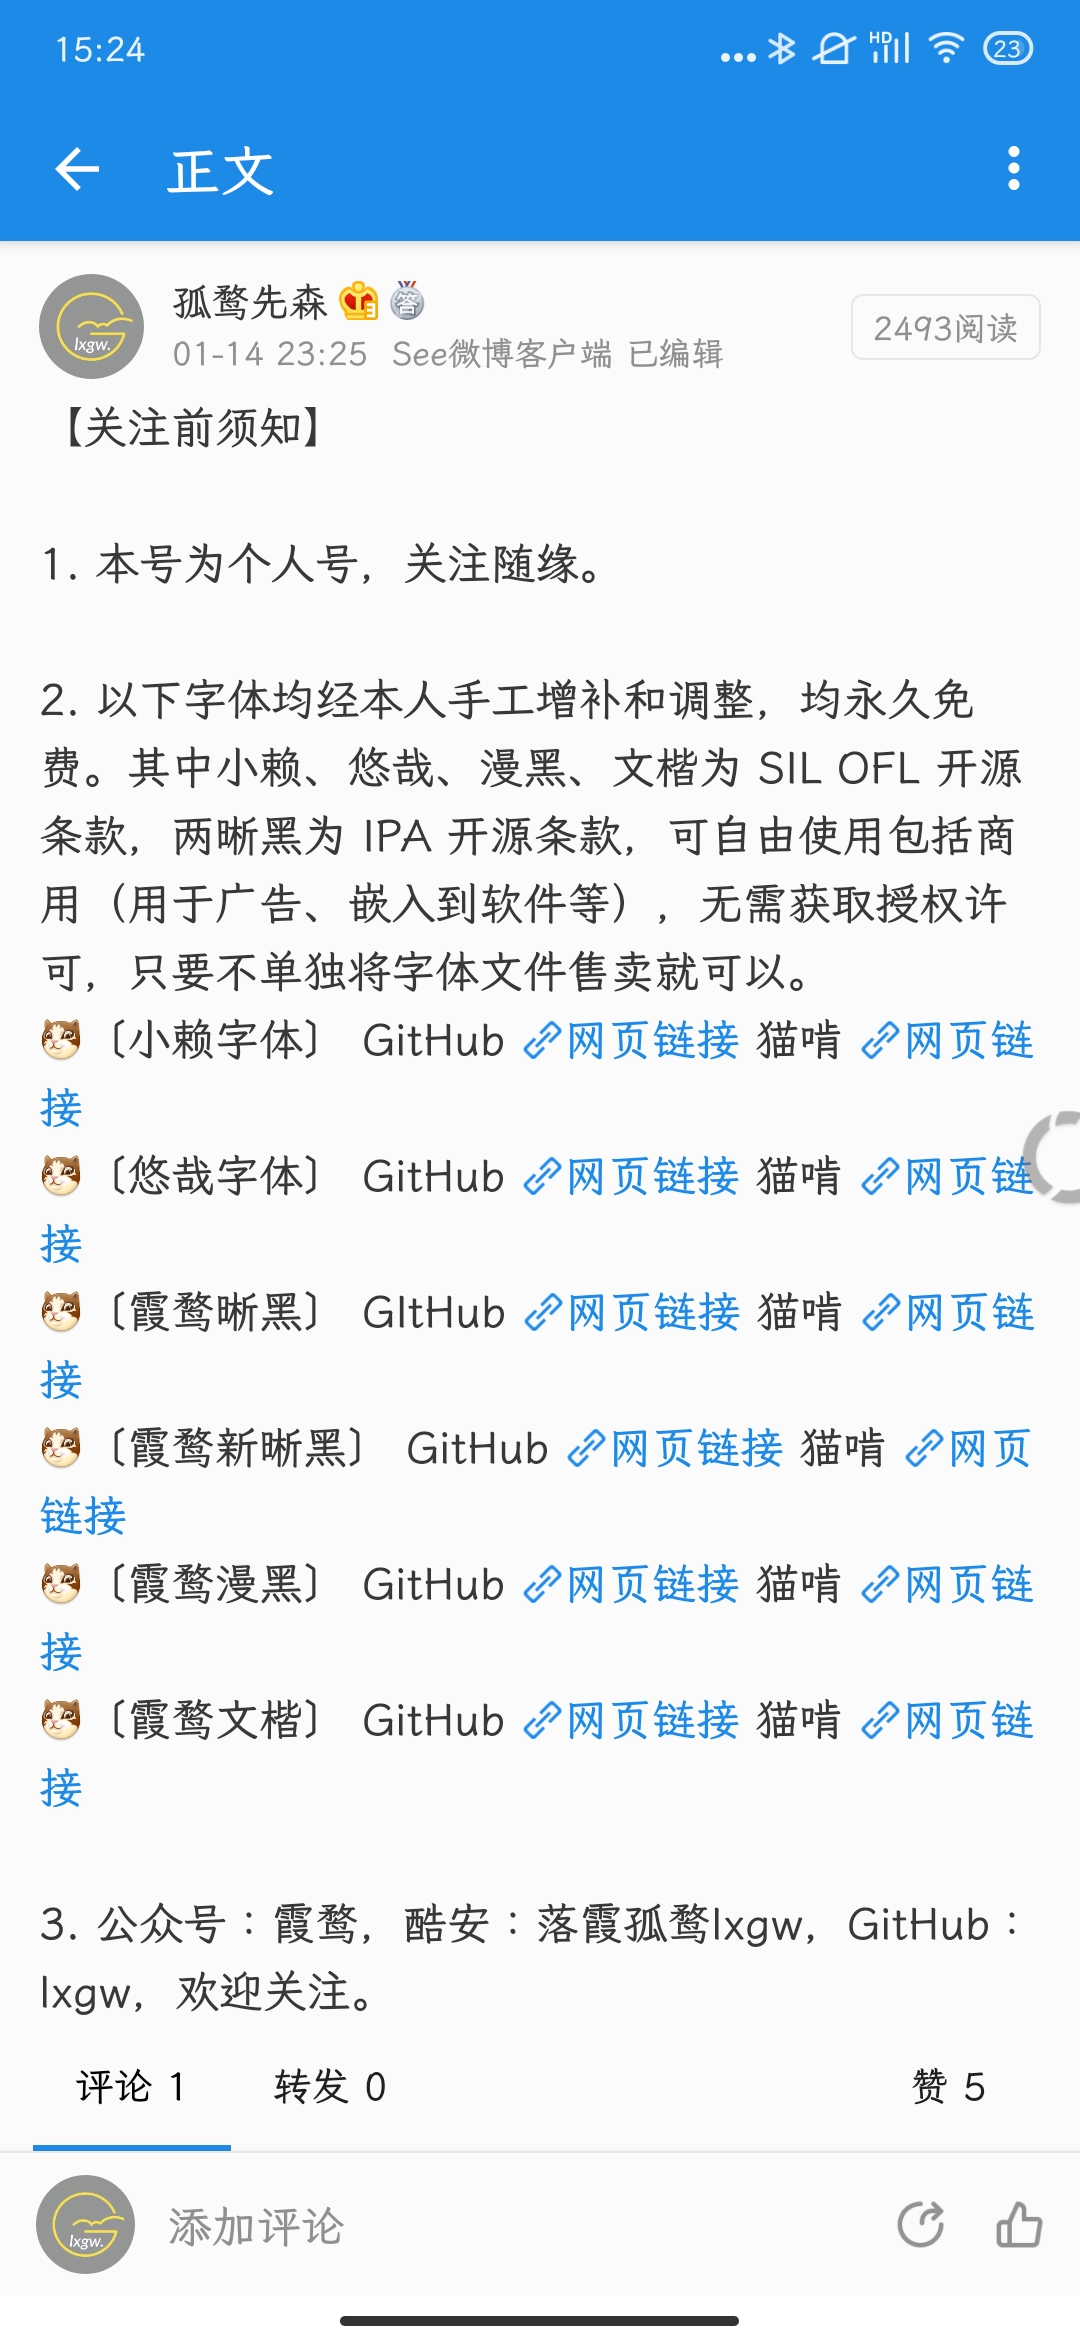 15:24
HD
23
正文
孤鹜先森
答
2493阅读
01-14 23:25 See微博客户端 已编辑
lxgw.
【关注前须知】
1. 本号为个人号，关注随缘。
2. 以下字体均经本人手工增补和调整，均永久免
费。其中小赖、悠哉、漫黑、文楷为 SIL OFL 开源
条款，两晰黑为 IPA 开源条款，可自由使用包括商
用（用于广告、嵌入到软件等），无需获取授权许
可，只要不单独将字体文件售卖就可以。
〔小赖字体〕 GitHub 网页链接 猫啃 网页链
接
〔悠哉字体〕 GitHub 网页链接 猫啃 网页链
接
〔霞鹜晰黑〕 GItHub 网页链接 猫啃 网页链
接
〔霞鹜新晰黑〕 GitHub 网页链接 猫啃 网页
链接
〔霞鹜漫黑〕 GitHub 网页链接 猫啃 网页链
接
〔霞鹜文楷〕 GitHub 网页链接 猫啃 网页链
接
3. 公众号：霞鹜，酷安：落霞孤鹜lxgw，GitHub：
lxgw，欢迎关注。
评论 1 转发 0 赞 5
lxgw.
添加评论